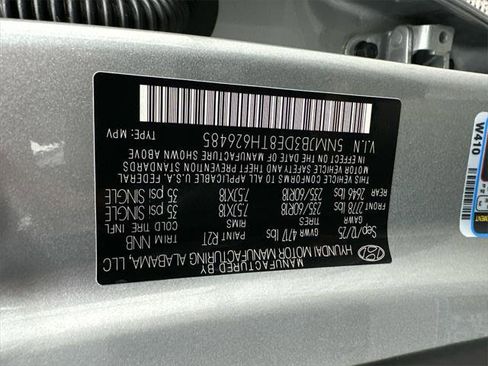 MANUFACTURED BY
HYUNDAI MOTOR MANUFACTURING ALABAMA, LLC
Sep/12/25 GVWR 4717 lbs PAINT R2T TRIM NNB
GAWR TIRES RIMS COLD TIRE INFL
FRONT 2778 lbs 235/60R18 7.5JX18 35 psi SINGLE
REAR 2646 lbs 235/60R18 7.5JX18 35 psi SINGLE
THIS VEHICLE CONFORMS TO ALL APPLICABLE U.S.A. FEDERAL
MOTOR VEHICLE SAFETY BUMPER AND THEFT PREVENTION STANDARDS
IN EFFECT ON THE DATE OF MANUFACTURE SHOWN ABOVE
V.I.N 5NMJB3DE8TH626485 TYPE: MPV
W410